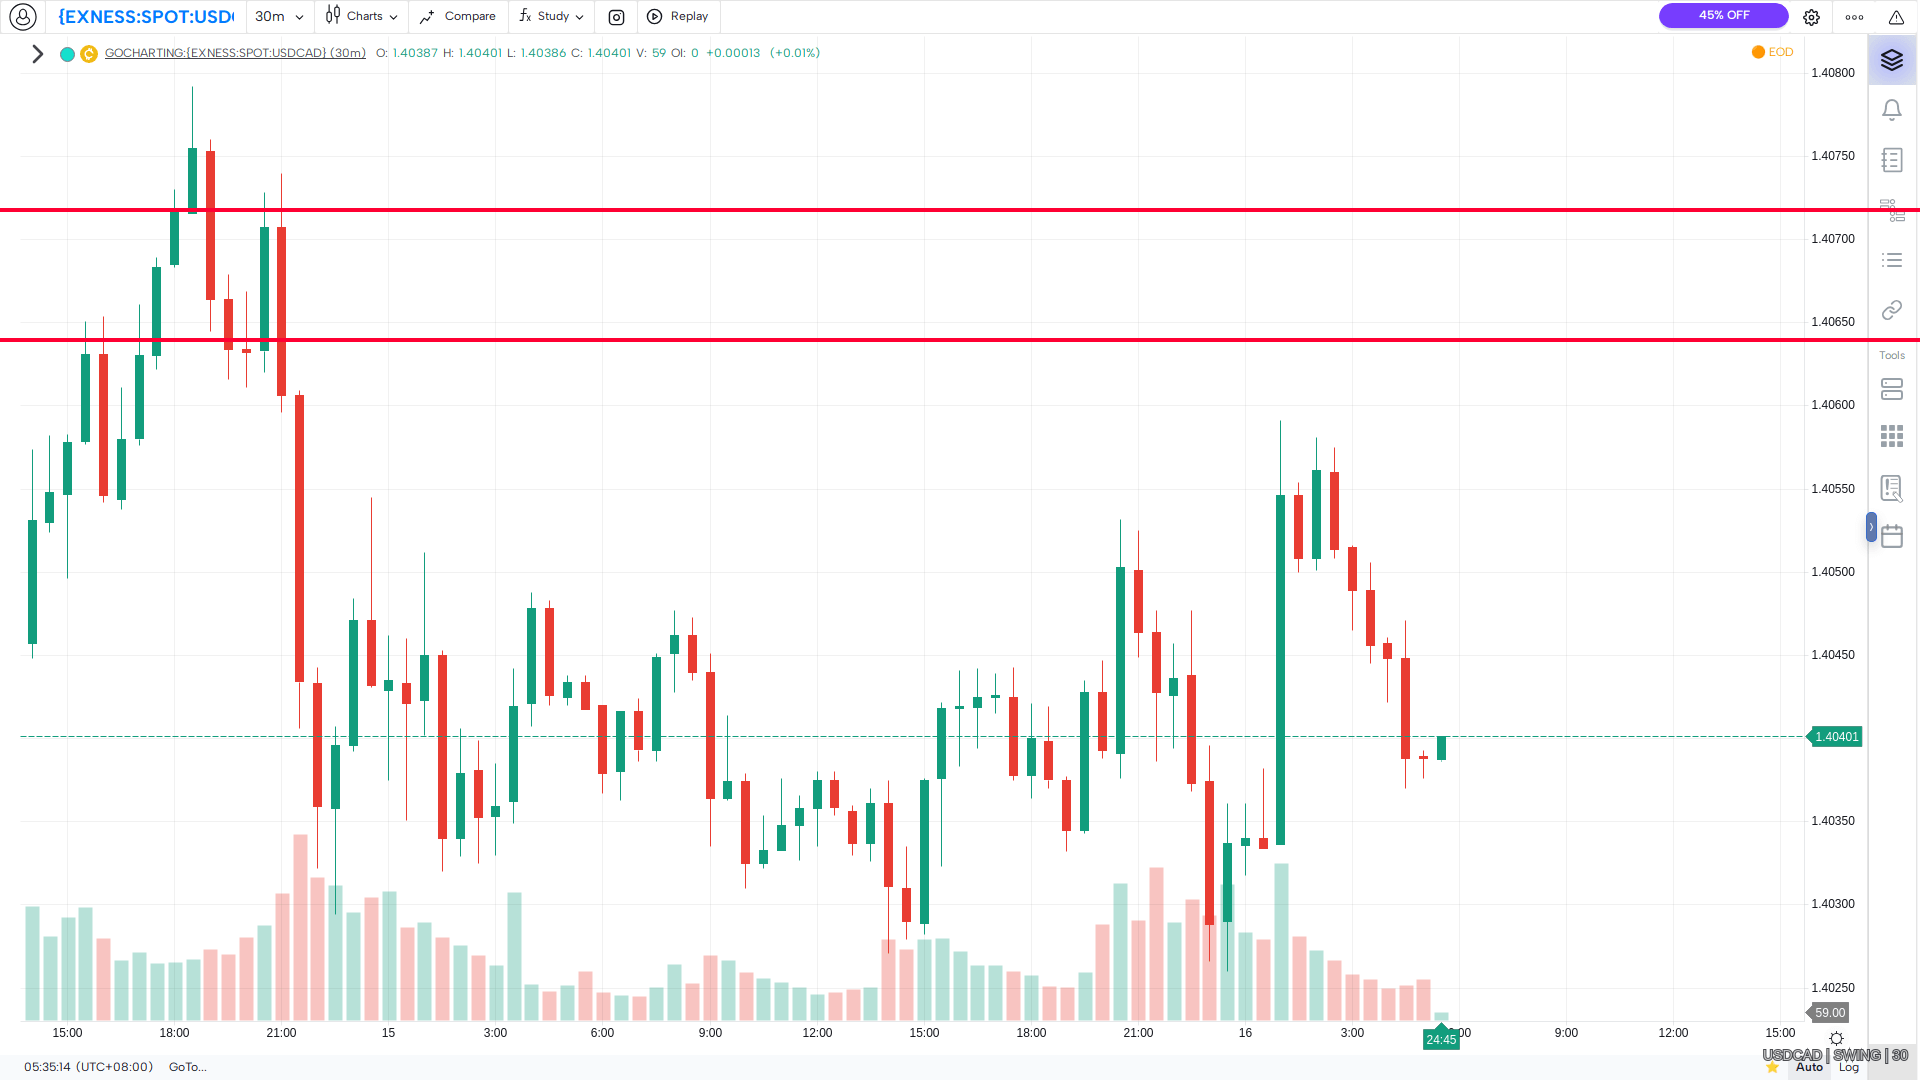 {EXNESS:SPOT:USD 30m Charts Compare fx Study Replay 45% OFF
GOCHARTING:{EXNESS:SPOT:USDCAD} (30m) O: 1.40387 H: 1.40401 L: 1.40386 C: 1.40401 V: 59 OI: 0 +0.00013 (+0.01%) EOD
1.40800
1.40750
1.40700
1.40650
Tools
1.40600
1.40550
1.40500
1.40450
1.40401
1.40350
1.40300
1.40250
59.00
15:00 18:00 21:00 15 3:00 6:00 9:00 12:00 15:00 18:00 21:00 16 3:00 9:00 12:00 15:00
24:45
USDCAD | SWING | 30
05:35:14 (UTC+08:00) GoTo... Auto Log